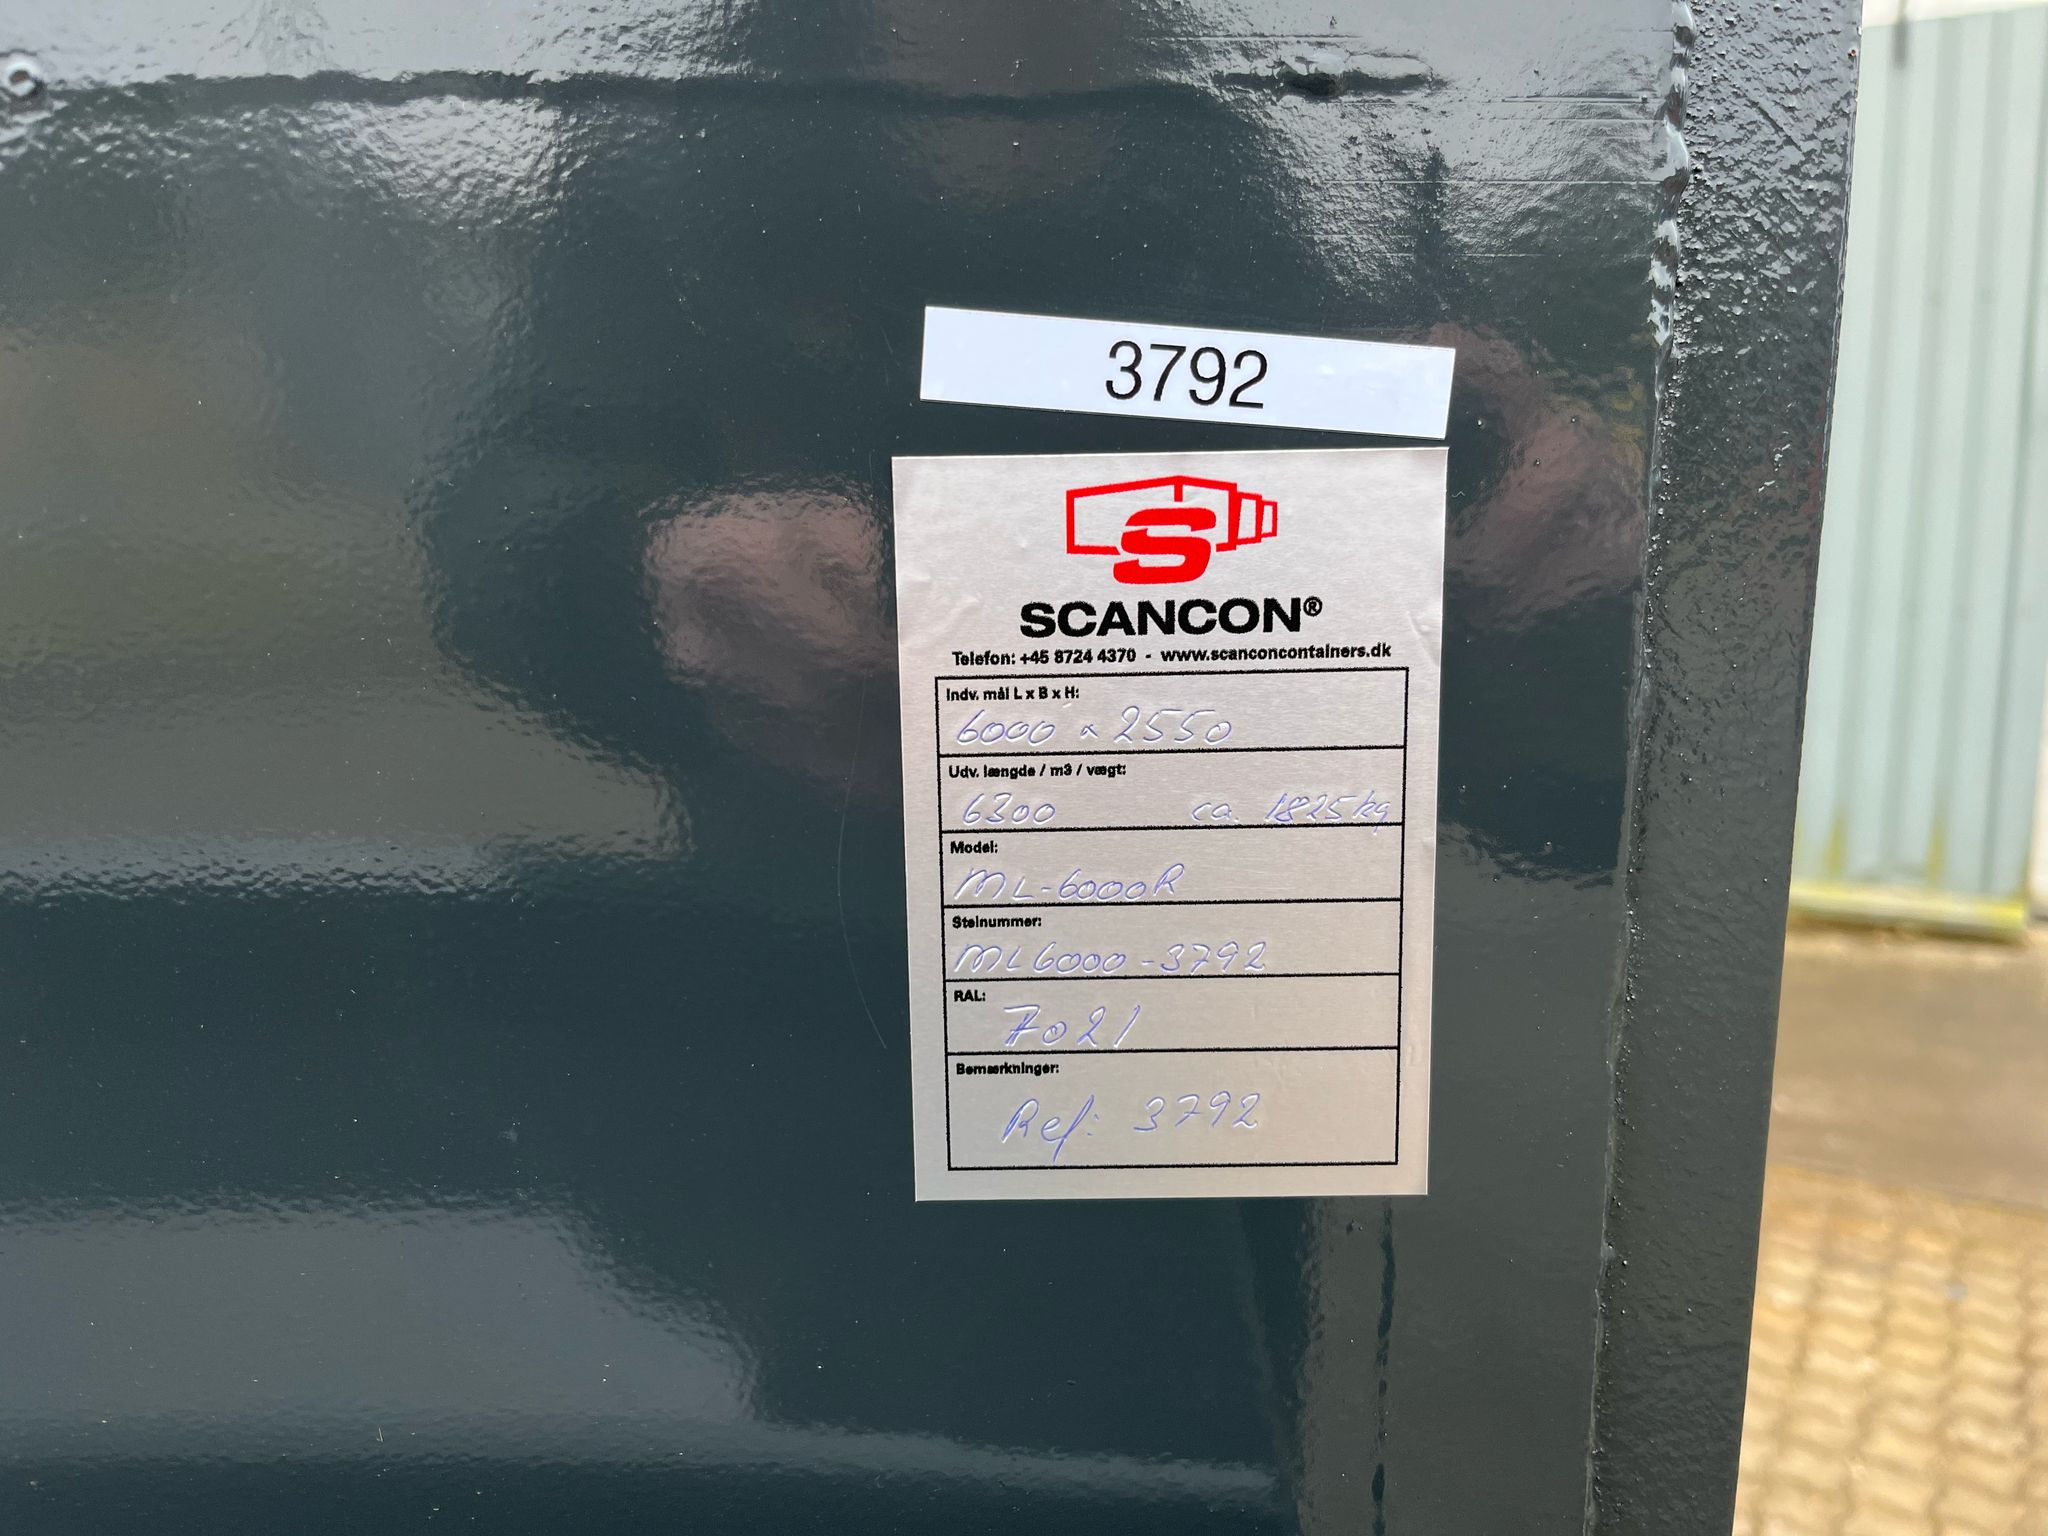 3792
S
SCANCON®
Telefon: +45 8724 4370 - www.scanconcontainers.dk
Indv. mål L x B x H:
6000 x 2550
Udv. længde / m3 / vægt:
6300 ca. 1825 kg
Model:
ML-6000R
Stelnummer:
ML6000-3792
RAL:
7021
Bemærkninger:
Ref: 3792